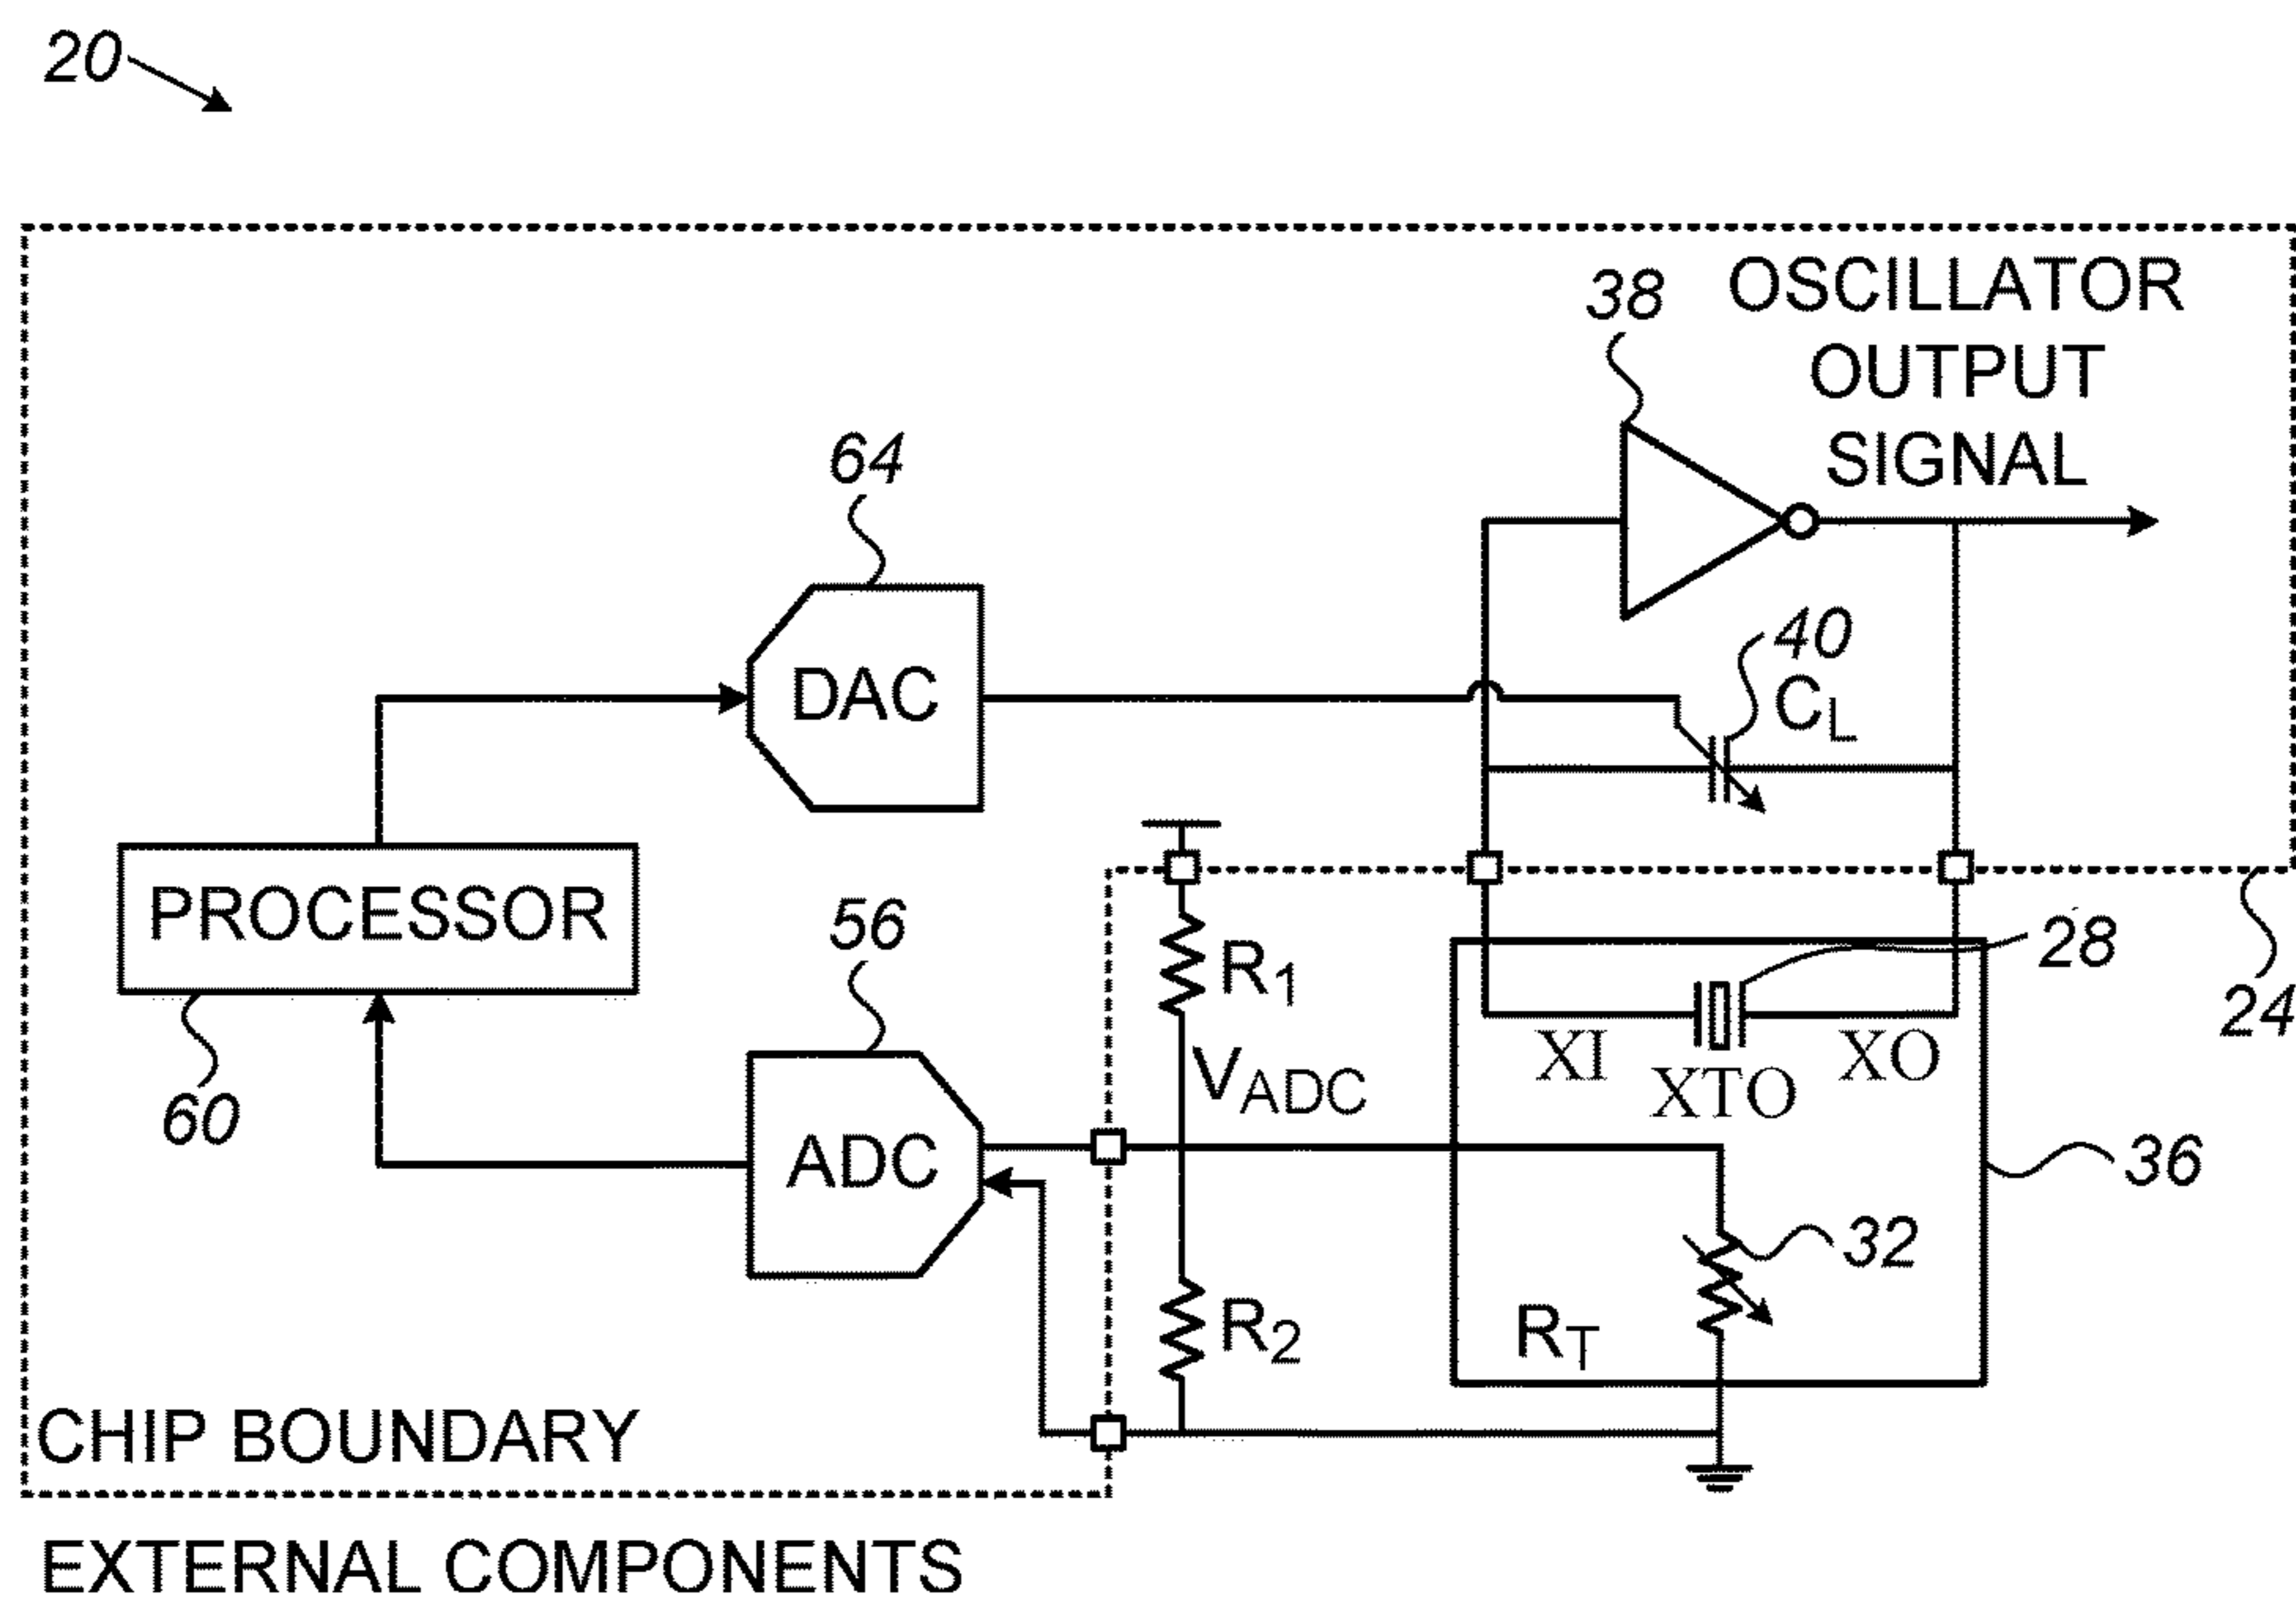 20
38
OSCILLATOR
OUTPUT
SIGNAL
64
40
DAC
CL
PROCESSOR
56
R1
28
24
VADC
XI
XTO
XO
60
ADC
36
32
R2
RT
CHIP BOUNDARY
EXTERNAL COMPONENTS